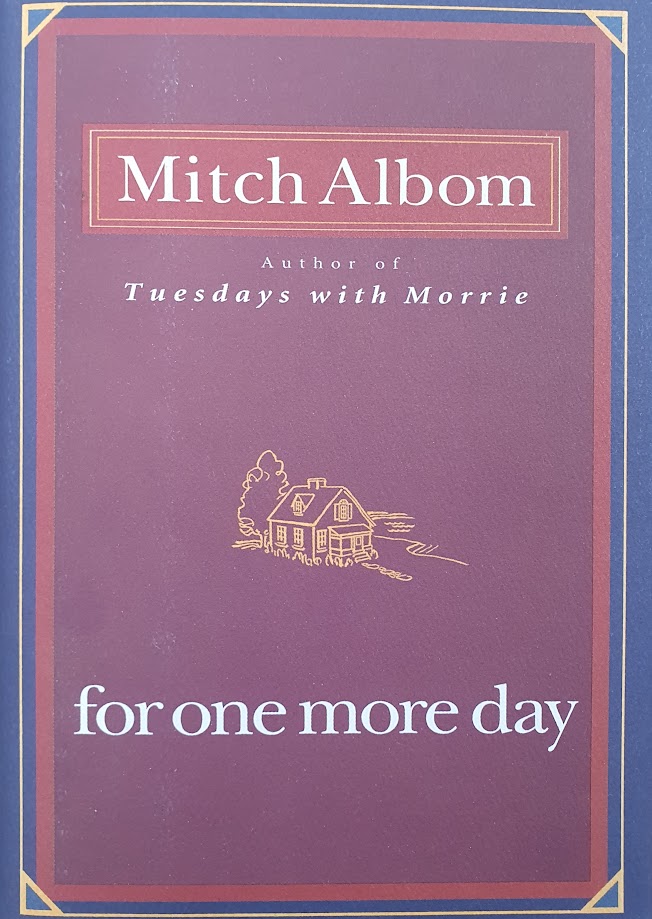 Mitch Albom
Author of
Tuesdays with Morrie
for one more day